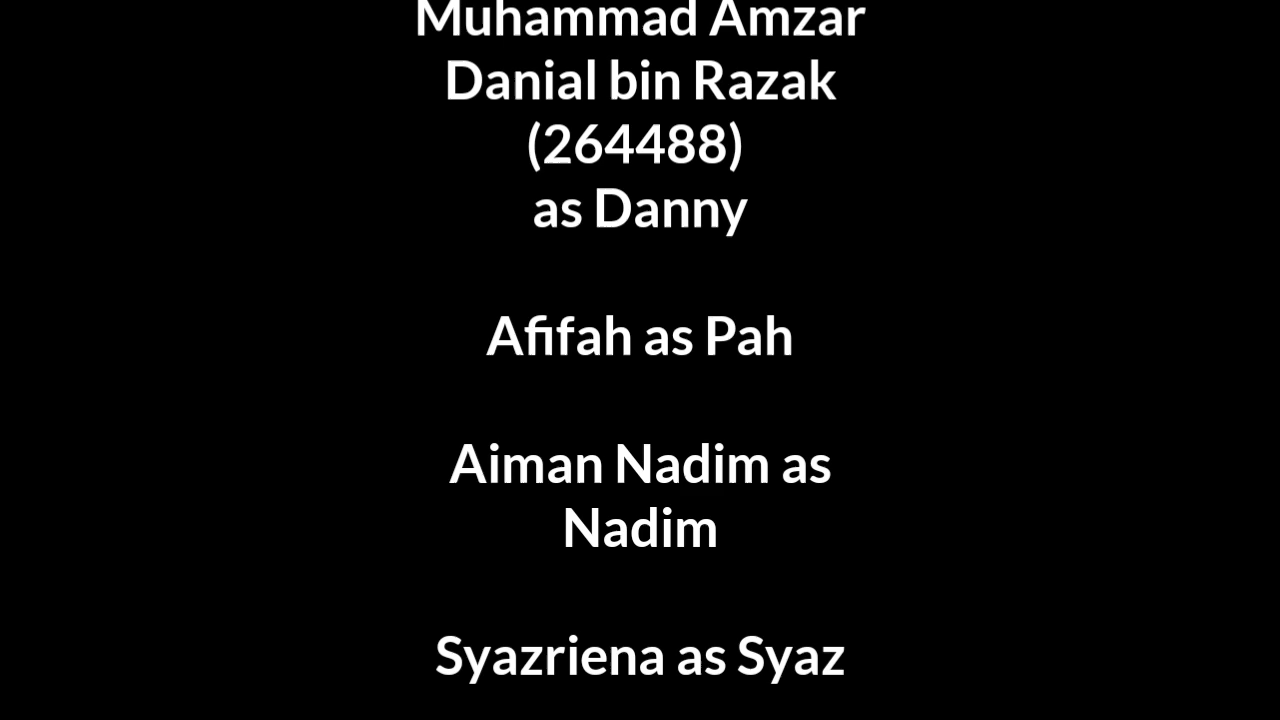 Muhammad Amzar
Danial bin Razak
(264488)
as Danny
Afifah as Pah
Aiman Nadim as
Nadim
Syazriena as Syaz